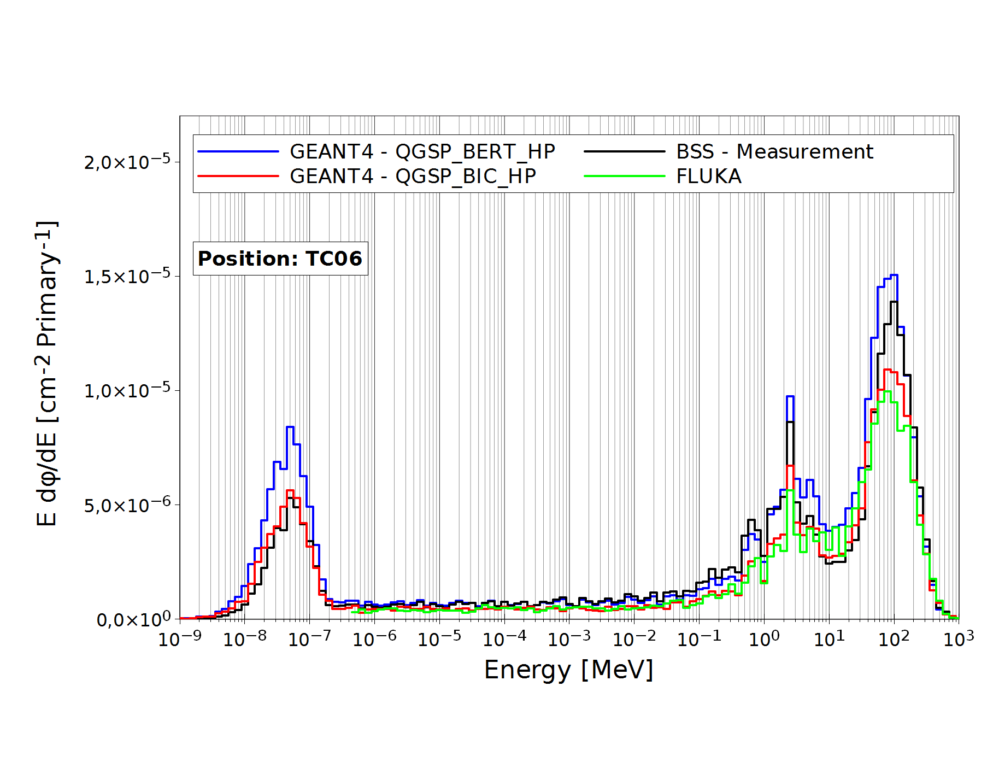 GEANT4 - QGSP_BERT_HP
BSS - Measurement
GEANT4 - QGSP_BIC_HP
FLUKA
Position: TC06
E dφ/dE [cm-2 Primary-1]
2,0×10−5
1,5×10−5
1,0×10−5
5,0×10−6
0,0×100
10−9 10−8 10−7 10−6 10−5 10−4 10−3 10−2 10−1 100 101 102 103
Energy [MeV]